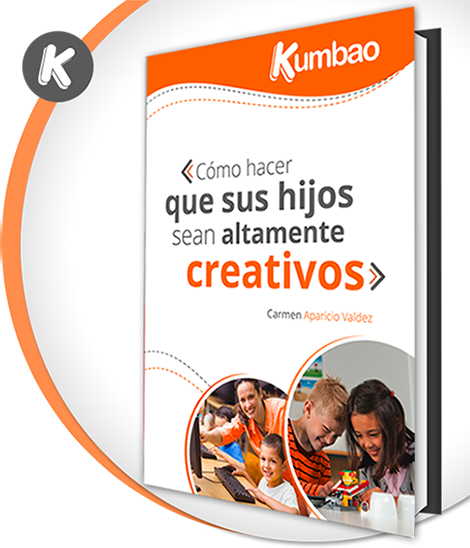 K
Kumbao
«Cómo hacer
que sus hijos
sean altamente
creativos»
Carmen Aparicio Valdez